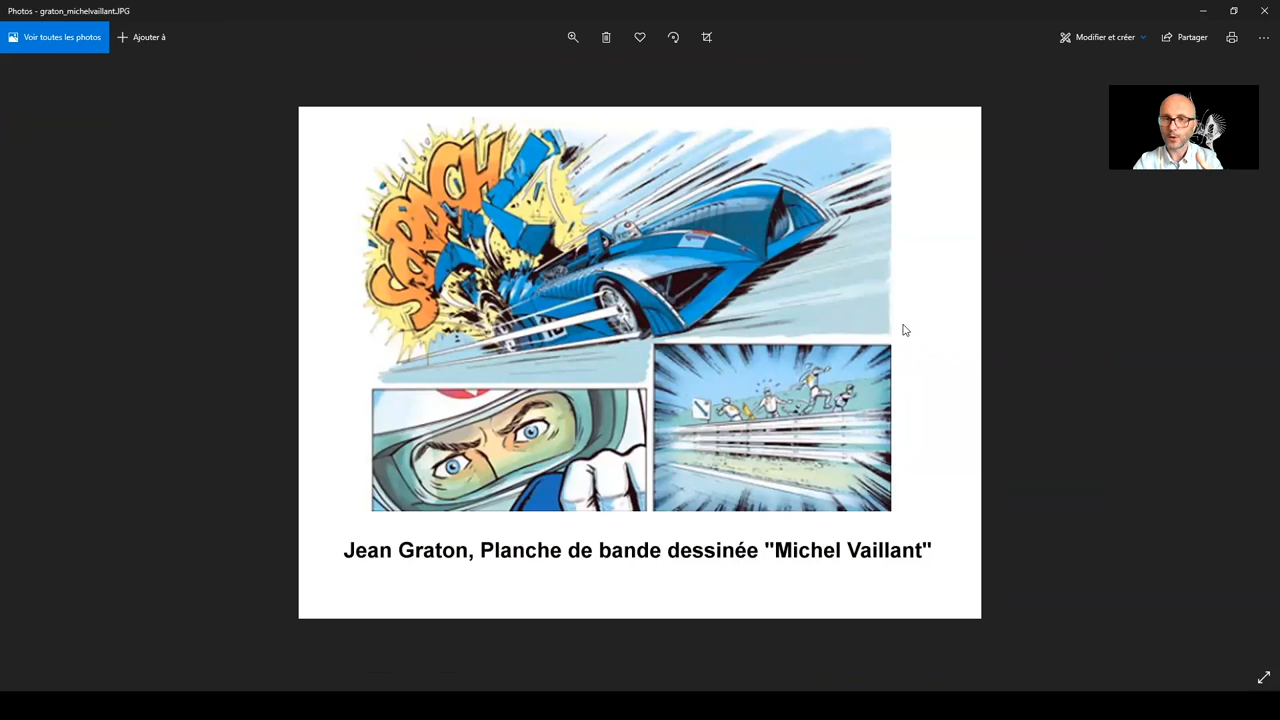 Photos - graton_michelvaillant.JPG
Voir toutes les photos
Ajouter à
Modifier et créer
Partager
SCRACH
Jean Graton, Planche de bande dessinée "Michel Vaillant"